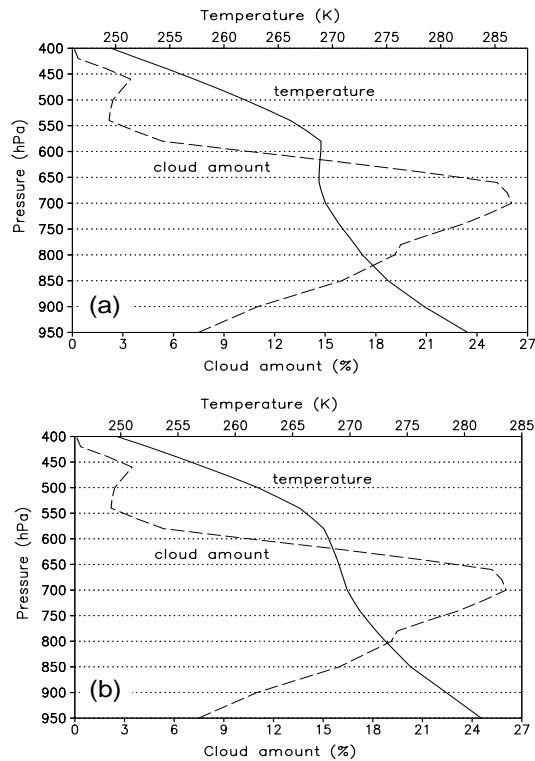 Temperature (K)
250 255 260 265 270 275 280 285
400
450
500
550
600
650
700
750
800
850
900
950
Pressure (hPa)
temperature
cloud amount
(a)
0 3 6 9 12 15 18 21 24 27
Cloud amount (%)
Temperature (K)
250 255 260 265 270 275 280 285
400
450
500
550
600
650
700
750
800
850
900
950
Pressure (hPa)
temperature
cloud amount
(b)
0 3 6 9 12 15 18 21 24 27
Cloud amount (%)